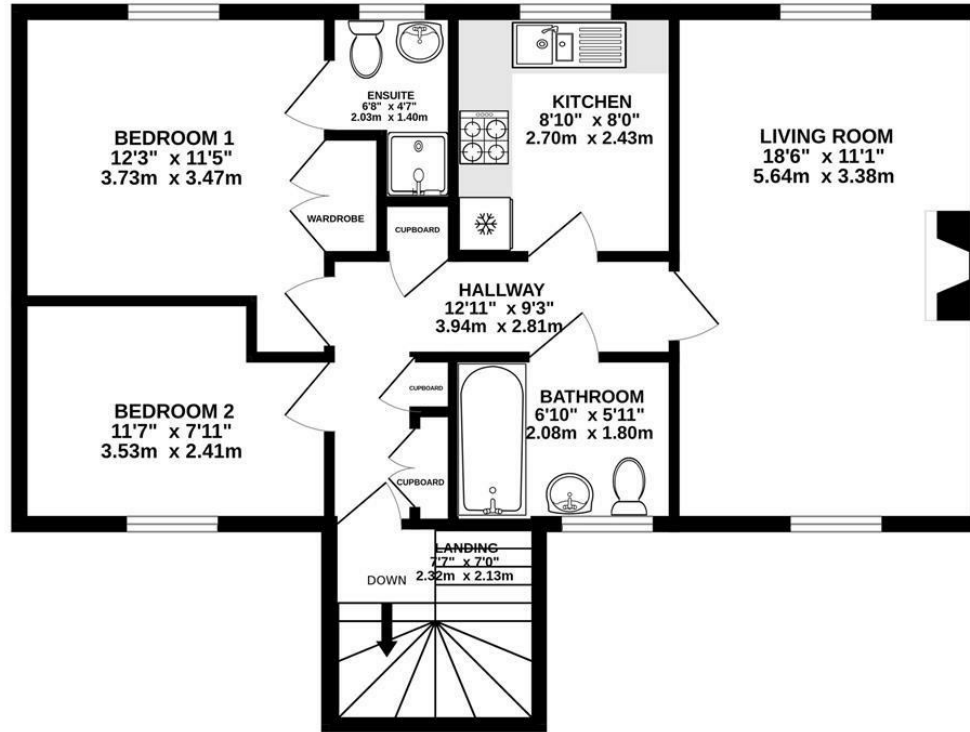 BEDROOM 1
12'3" x 11'5"
3.73m x 3.47m
ENSUITE
6'8" x 4'7"
2.03m x 1.40m
KITCHEN
8'10" x 8'0"
2.70m x 2.43m
LIVING ROOM
18'6" x 11'1"
5.64m x 3.38m
WARDROBE
CUPBOARD
HALLWAY
12'11" x 9'3"
3.94m x 2.81m
BEDROOM 2
11'7" x 7'11"
3.53m x 2.41m
CUPBOARD
CUPBOARD
BATHROOM
6'10" x 5'11"
2.08m x 1.80m
LANDING
7'7" x 7'0"
2.32m x 2.13m
DOWN